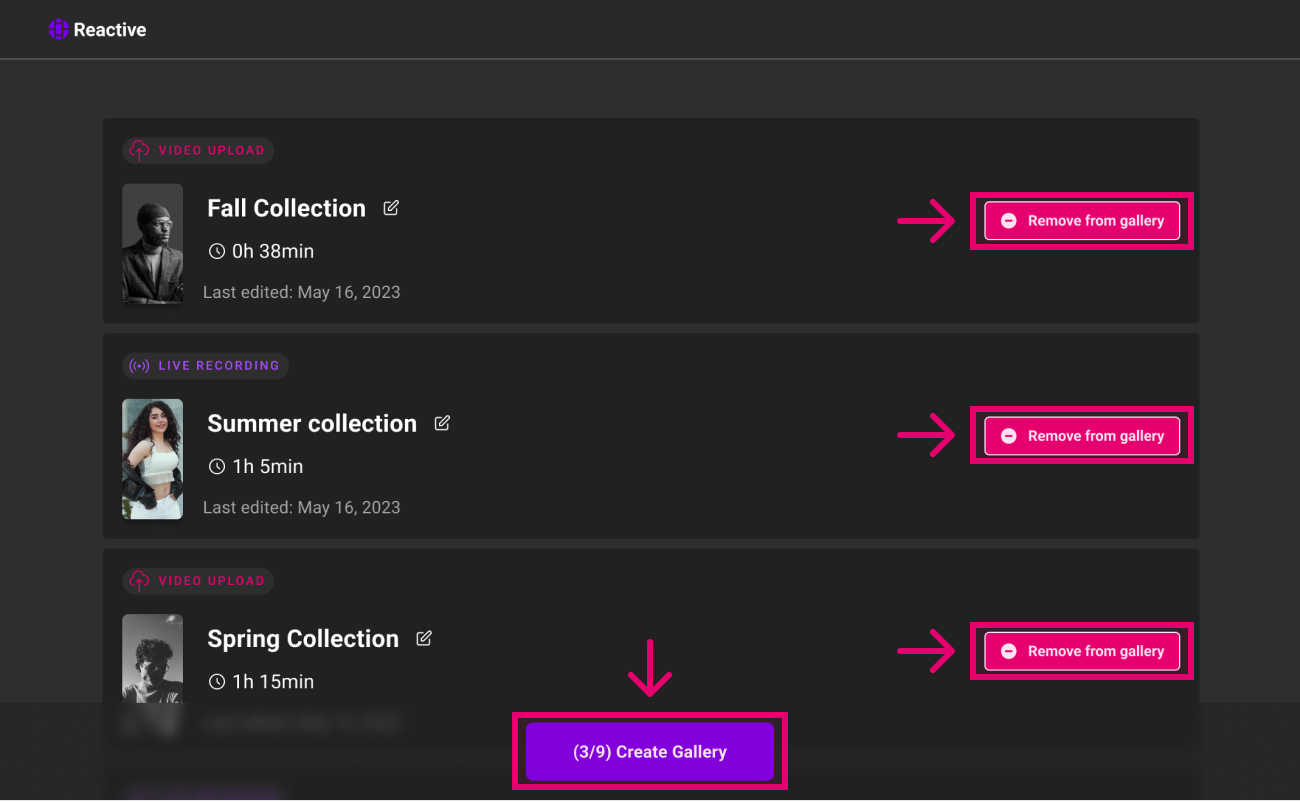 Reactive
VIDEO UPLOAD
Fall Collection
0h 38min
Last edited: May 16, 2023
Remove from gallery
LIVE RECORDING
Summer collection
1h 5min
Last edited: May 16, 2023
Remove from gallery
VIDEO UPLOAD
Spring Collection
1h 15min
Remove from gallery
(3/9) Create Gallery